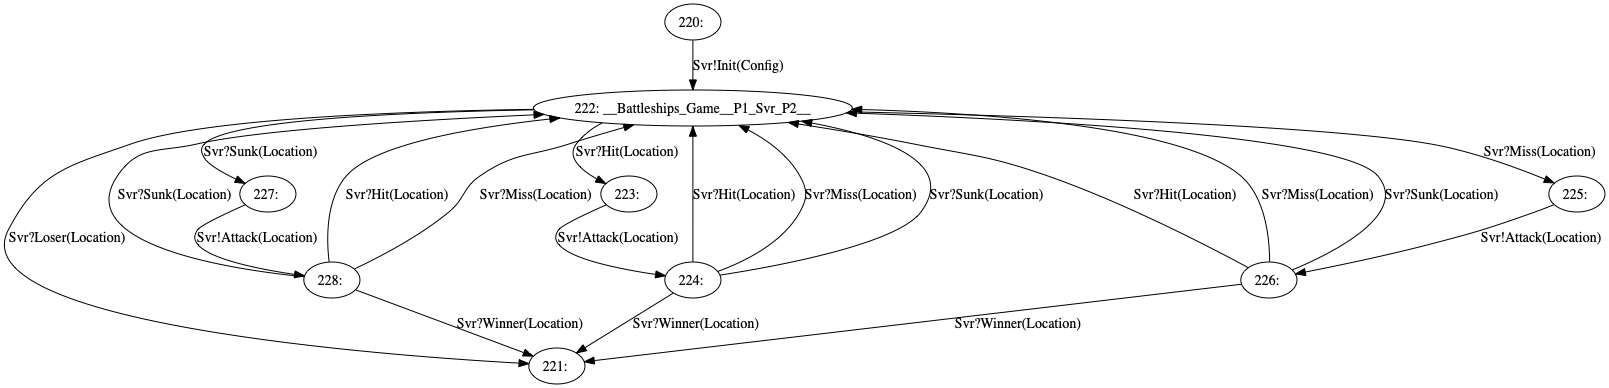 220:
Svr!Init(Config)
222: __Battleships_Game__P1_Svr_P2__
Svr?Sunk(Location)
Svr?Hit(Location)
Svr?Miss(Location)
Svr?Sunk(Location)
227:
Svr?Hit(Location)
Svr?Miss(Location)
223:
Svr?Hit(Location)
Svr?Miss(Location)
Svr?Sunk(Location)
Svr?Hit(Location)
Svr?Miss(Location)
Svr?Sunk(Location)
225:
Svr?Loser(Location)
Svr!Attack(Location)
Svr!Attack(Location)
Svr!Attack(Location)
228:
224:
226:
Svr?Winner(Location)
Svr?Winner(Location)
Svr?Winner(Location)
221: